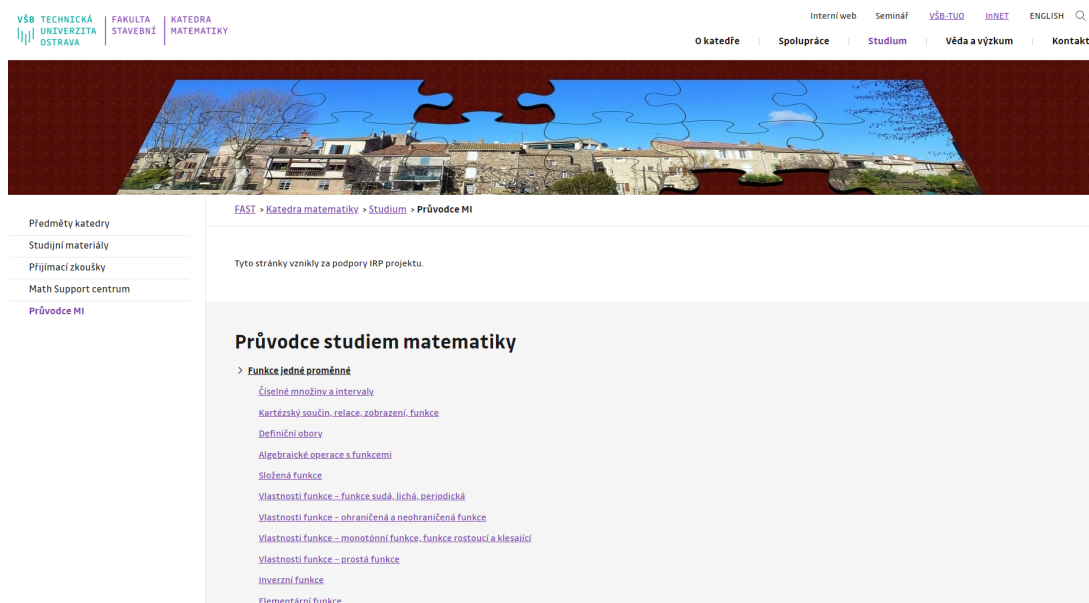 VŠB TECHNICKÁ
UNIVERZITA
OSTRAVA
FAKULTA
STAVEBNÍ
KATEDRA
MATEMATIKY
Interní web Seminář VŠB-TUO InNET ENGLISH
O katedře Spolupráce Studium Věda a výzkum Kontakt
FAST > Katedra matematiky > Studium > Průvodce MI
Předměty katedry
Studijní materiály
Přijímací zkoušky
Math Support centrum
Průvodce MI
Tyto stránky vznikly za podpory IRP projektu.
Průvodce studiem matematiky
> Funkce jedné proměnné
Číselné množiny a intervaly
Kartézský součin, relace, zobrazení, funkce
Definiční obory
Algebraické operace s funkcemi
Složená funkce
Vlastnosti funkce – funkce sudá, lichá, periodická
Vlastnosti funkce – ohraničená a neohraničená funkce
Vlastnosti funkce – monotónní funkce, funkce rostoucí a klesající
Vlastnosti funkce – prostá funkce
Inverzní funkce
Elementární funkce